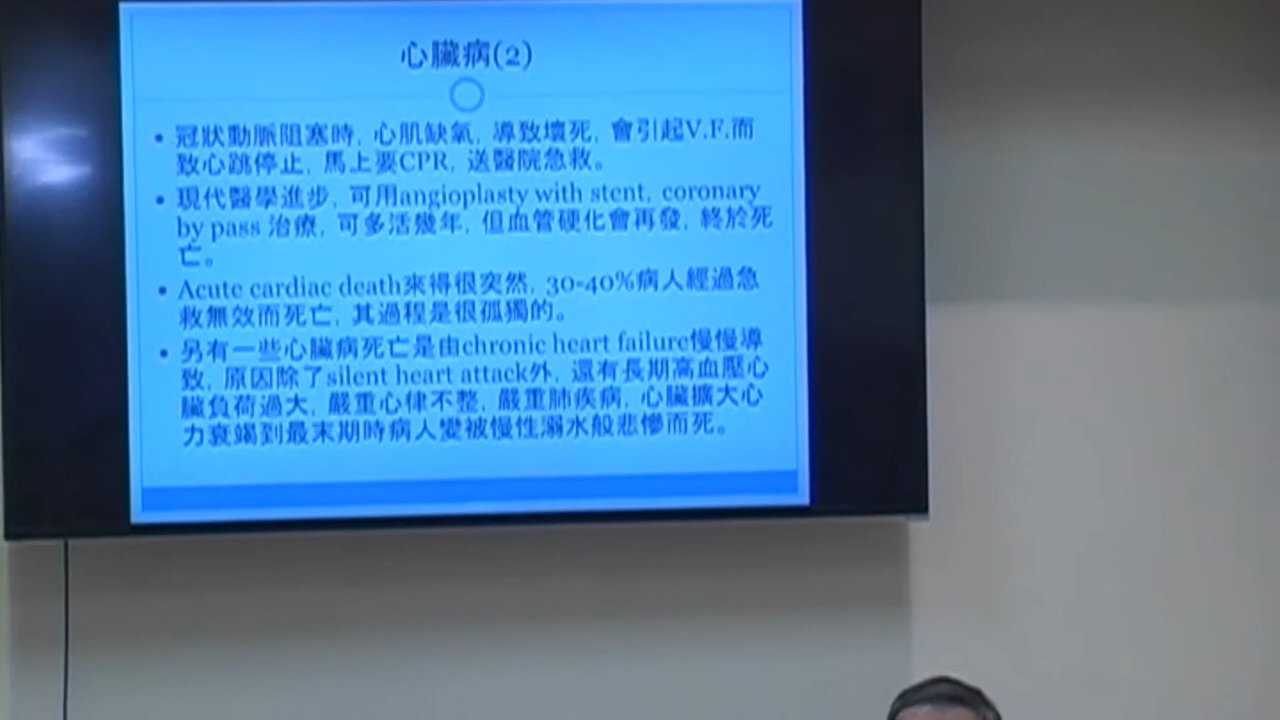 心臟病(2)
• 冠狀動脈阻塞時, 心肌缺氧, 導致壞死, 會引起V.F.而
致心跳停止, 馬上要CPR, 送醫院急救。
• 現代醫學進步, 可用angioplasty with stent, coronary
by pass 治療, 可多活幾年, 但血管硬化會再發, 終於死
亡。
• Acute cardiac death來得很突然, 30-40%病人經過急
救無效而死亡, 其過程是很孤獨的。
• 另有一些心臟病死亡是由chronic heart failure慢慢導
致, 原因除了silent heart attack外, 還有長期高血壓心
臟負荷過大, 嚴重心律不整, 嚴重肺疾病, 心臟擴大心
力衰竭到最末期時病人變被慢性溺水般悲慘而死。